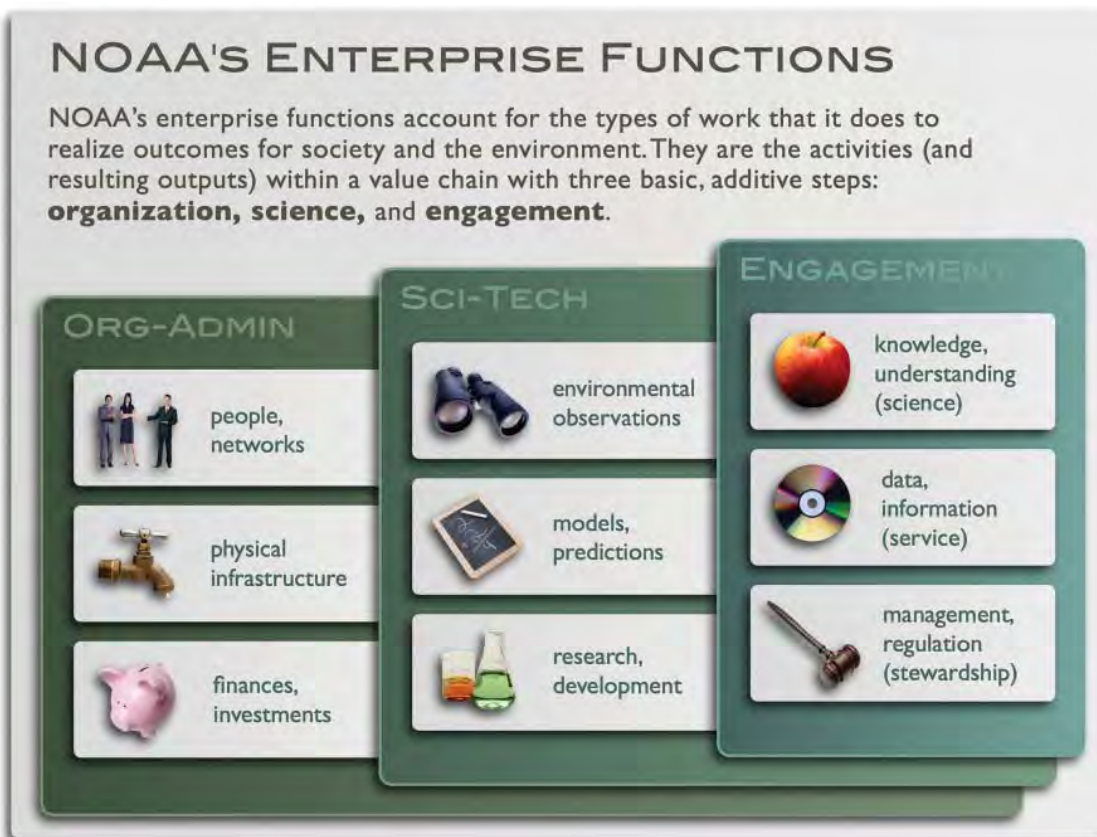 NOAA'S ENTERPRISE FUNCTIONS
NOAA's enterprise functions account for the types of work that it does to
realize outcomes for society and the environment. They are the activities (and
resulting outputs) within a value chain with three basic, additive steps:
organization, science, and engagement.
ORG-ADMIN
people,
networks
physical
infrastructure
finances,
investments
SCI-TECH
environmental
observations
models,
predictions
research,
development
ENGAGEMENT
knowledge,
understanding
(science)
data,
information
(service)
management,
regulation
(stewardship)